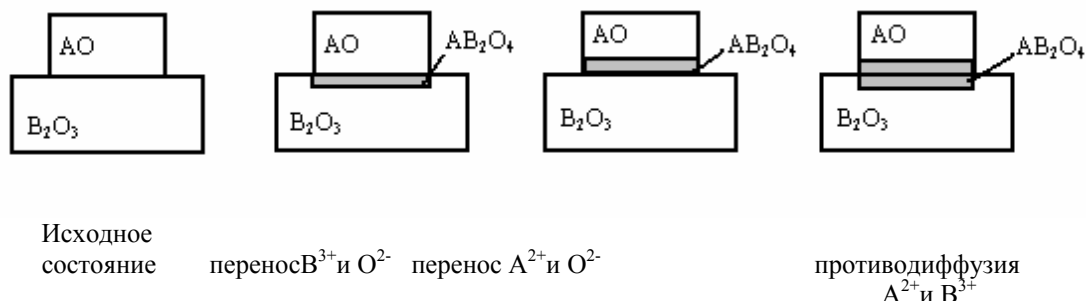 AO
B₂O₃
AO
AB₂O₄
B₂O₃
AO
AB₂O₄
B₂O₃
AO
AB₂O₄
B₂O₃
Исходное
состояние
переносB³⁺и O²⁻
перенос A²⁺и O²⁻
противодиффузия
A²⁺и B³⁺